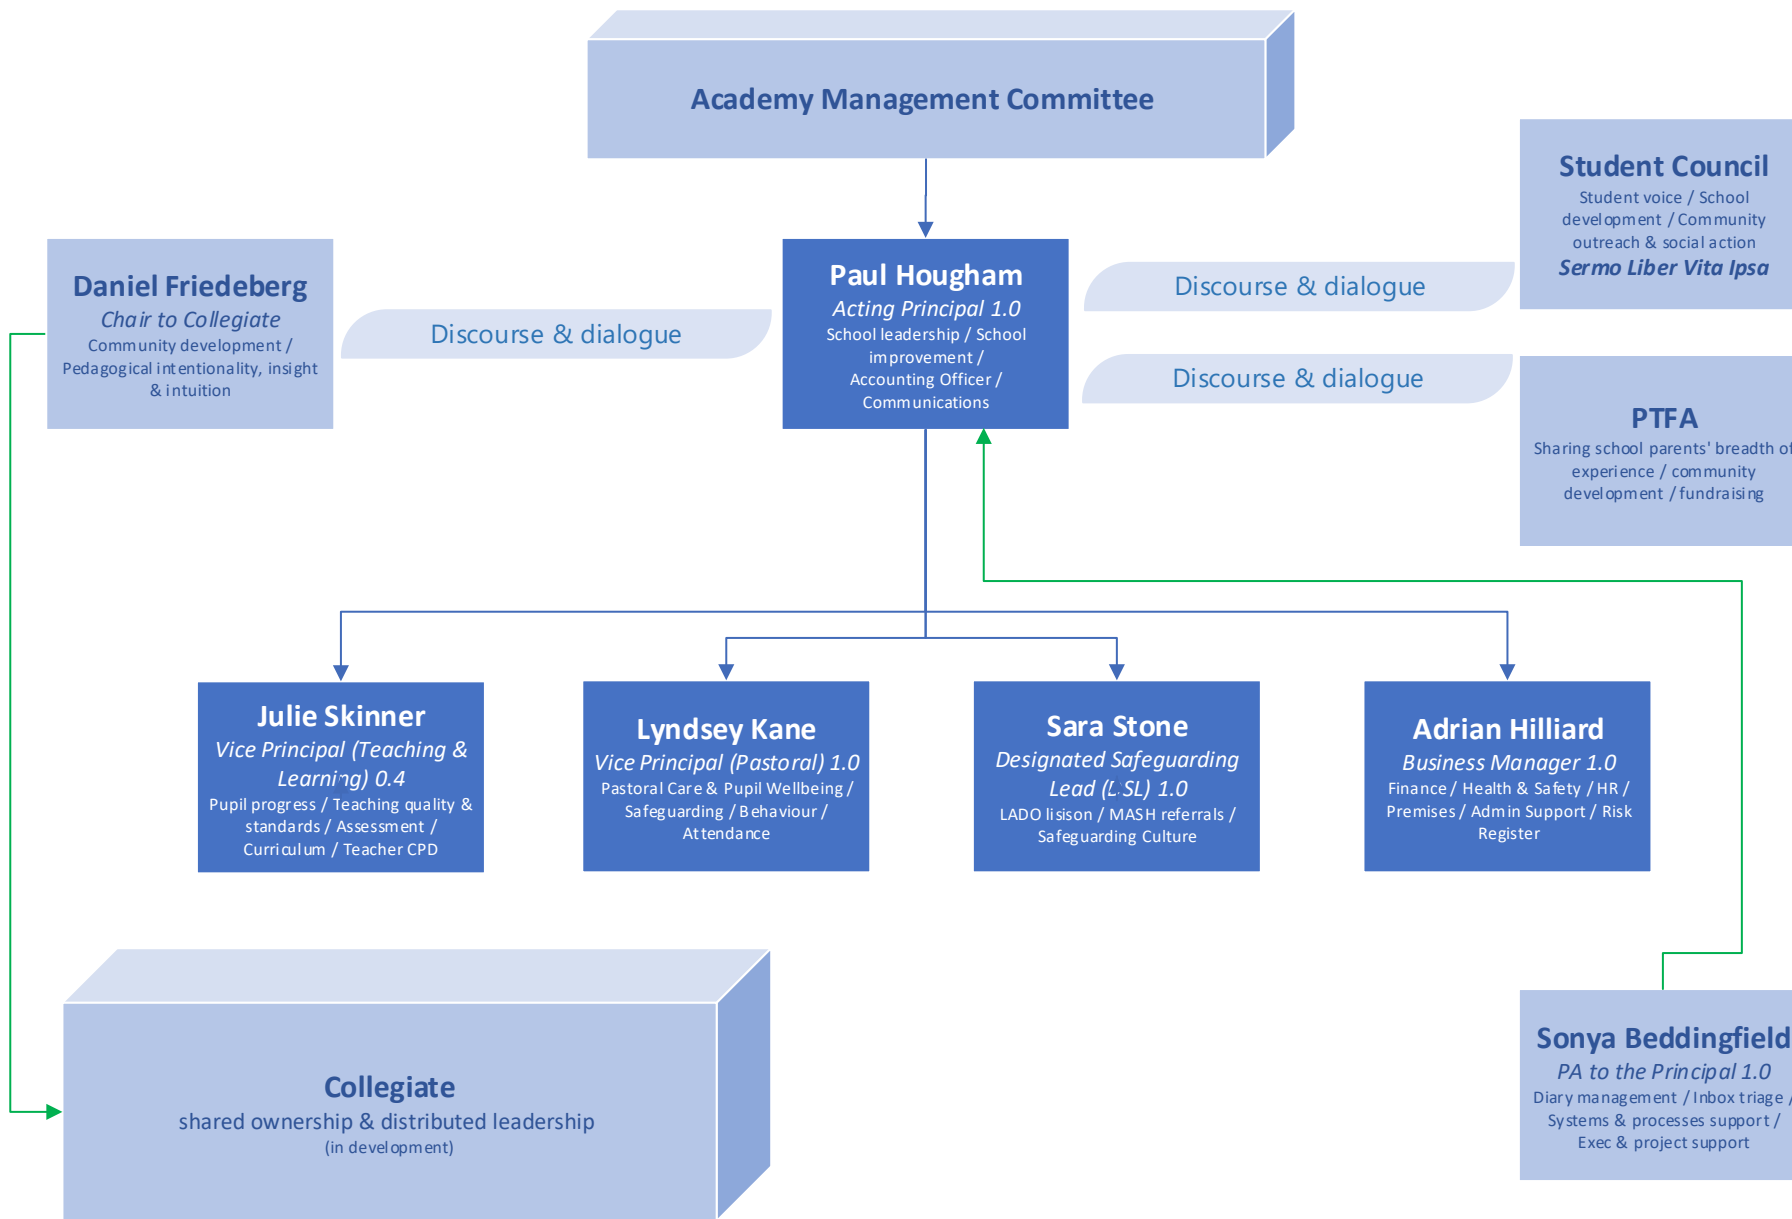 Academy Management Committee
Student Council
Student voice / School
development / Community
outreach & social action
Sermo Liber Vita Ipsa
Daniel Friedeberg
Chair to Collegiate
Community development /
Pedagogical intentionality, insight
& intuition
Discourse & dialogue
Paul Hougham
Acting Principal 1.0
School leadership / School
improvement /
Accounting Officer /
Communications
Discourse & dialogue
Discourse & dialogue
PTFA
Sharing school parents' breadth of
experience / community
development / fundraising
Julie Skinner
Vice Principal (Teaching &
Learning) 0.4
Pupil progress / Teaching quality &
standards / Assessment /
Curriculum / Teacher CPD
Lyndsey Kane
Vice Principal (Pastoral) 1.0
Pastoral Care & Pupil Wellbeing /
Safeguarding / Behaviour /
Attendance
Sara Stone
Designated Safeguarding
Lead 1.0
LADO lisison / MASH referrals /
Safeguarding Culture
Adrian Hilliard
Business Manager 1.0
Finance / Health & Safety / HR /
Premises / Admin Support / Risk
Register
Collegiate
shared ownership & distributed leadership
(in development)
Sonya Beddingfield
PA to the Principal 1.0
Diary management / Inbox triage /
Systems & processes support /
Exec & project support